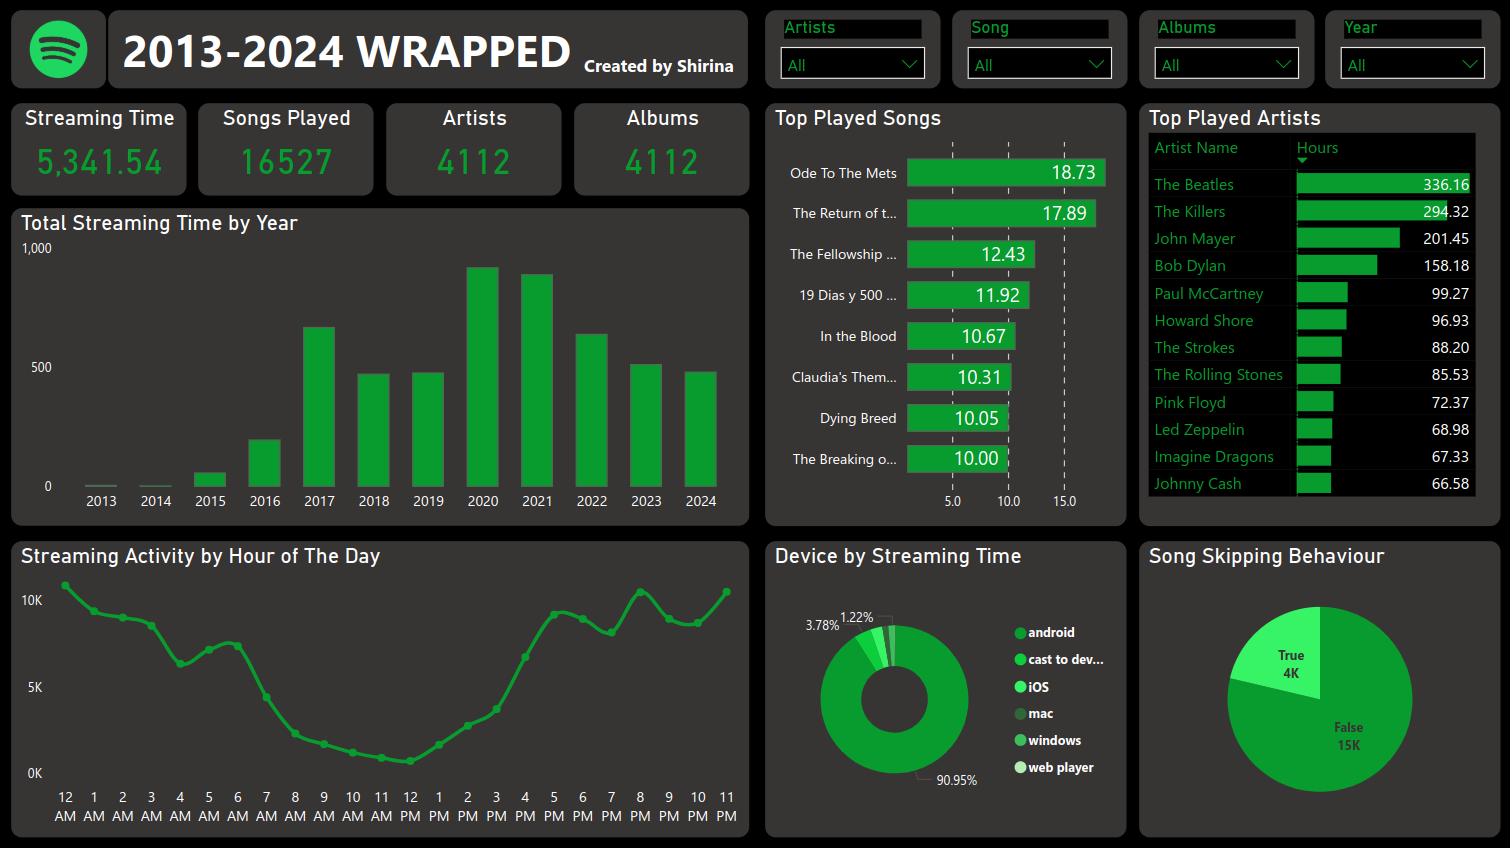 2013-2024 WRAPPED
Created by Shirina
Artists
All
Song
All
Albums
All
Year
All
Streaming Time
5,341.54
Songs Played
16527
Artists
4112
Albums
4112
Total Streaming Time by Year
1,000
500
0
2013 2014 2015 2016 2017 2018 2019 2020 2021 2022 2023 2024
Top Played Songs
Ode To The Mets 18.73
The Return of t... 17.89
The Fellowship ... 12.43
19 Dias y 500 ... 11.92
In the Blood 10.67
Claudia's Them... 10.31
Dying Breed 10.05
The Breaking o... 10.00
5.0 10.0 15.0
Top Played Artists
Artist Name Hours
The Beatles 336.16
The Killers 294.32
John Mayer 201.45
Bob Dylan 158.18
Paul McCartney 99.27
Howard Shore 96.93
The Strokes 88.20
The Rolling Stones 85.53
Pink Floyd 72.37
Led Zeppelin 68.98
Imagine Dragons 67.33
Johnny Cash 66.58
Streaming Activity by Hour of The Day
10K
5K
0K
12 1 2 3 4 5 6 7 8 9 10 11 12 1 2 3 4 5 6 7 8 9 10 11
AM AM AM AM AM AM AM AM AM AM AM AM PM PM PM PM PM PM PM PM PM PM PM PM
Device by Streaming Time
1.22%
3.78%
90.95%
android
cast to dev...
iOS
mac
windows
web player
Song Skipping Behaviour
True
4K
False
15K